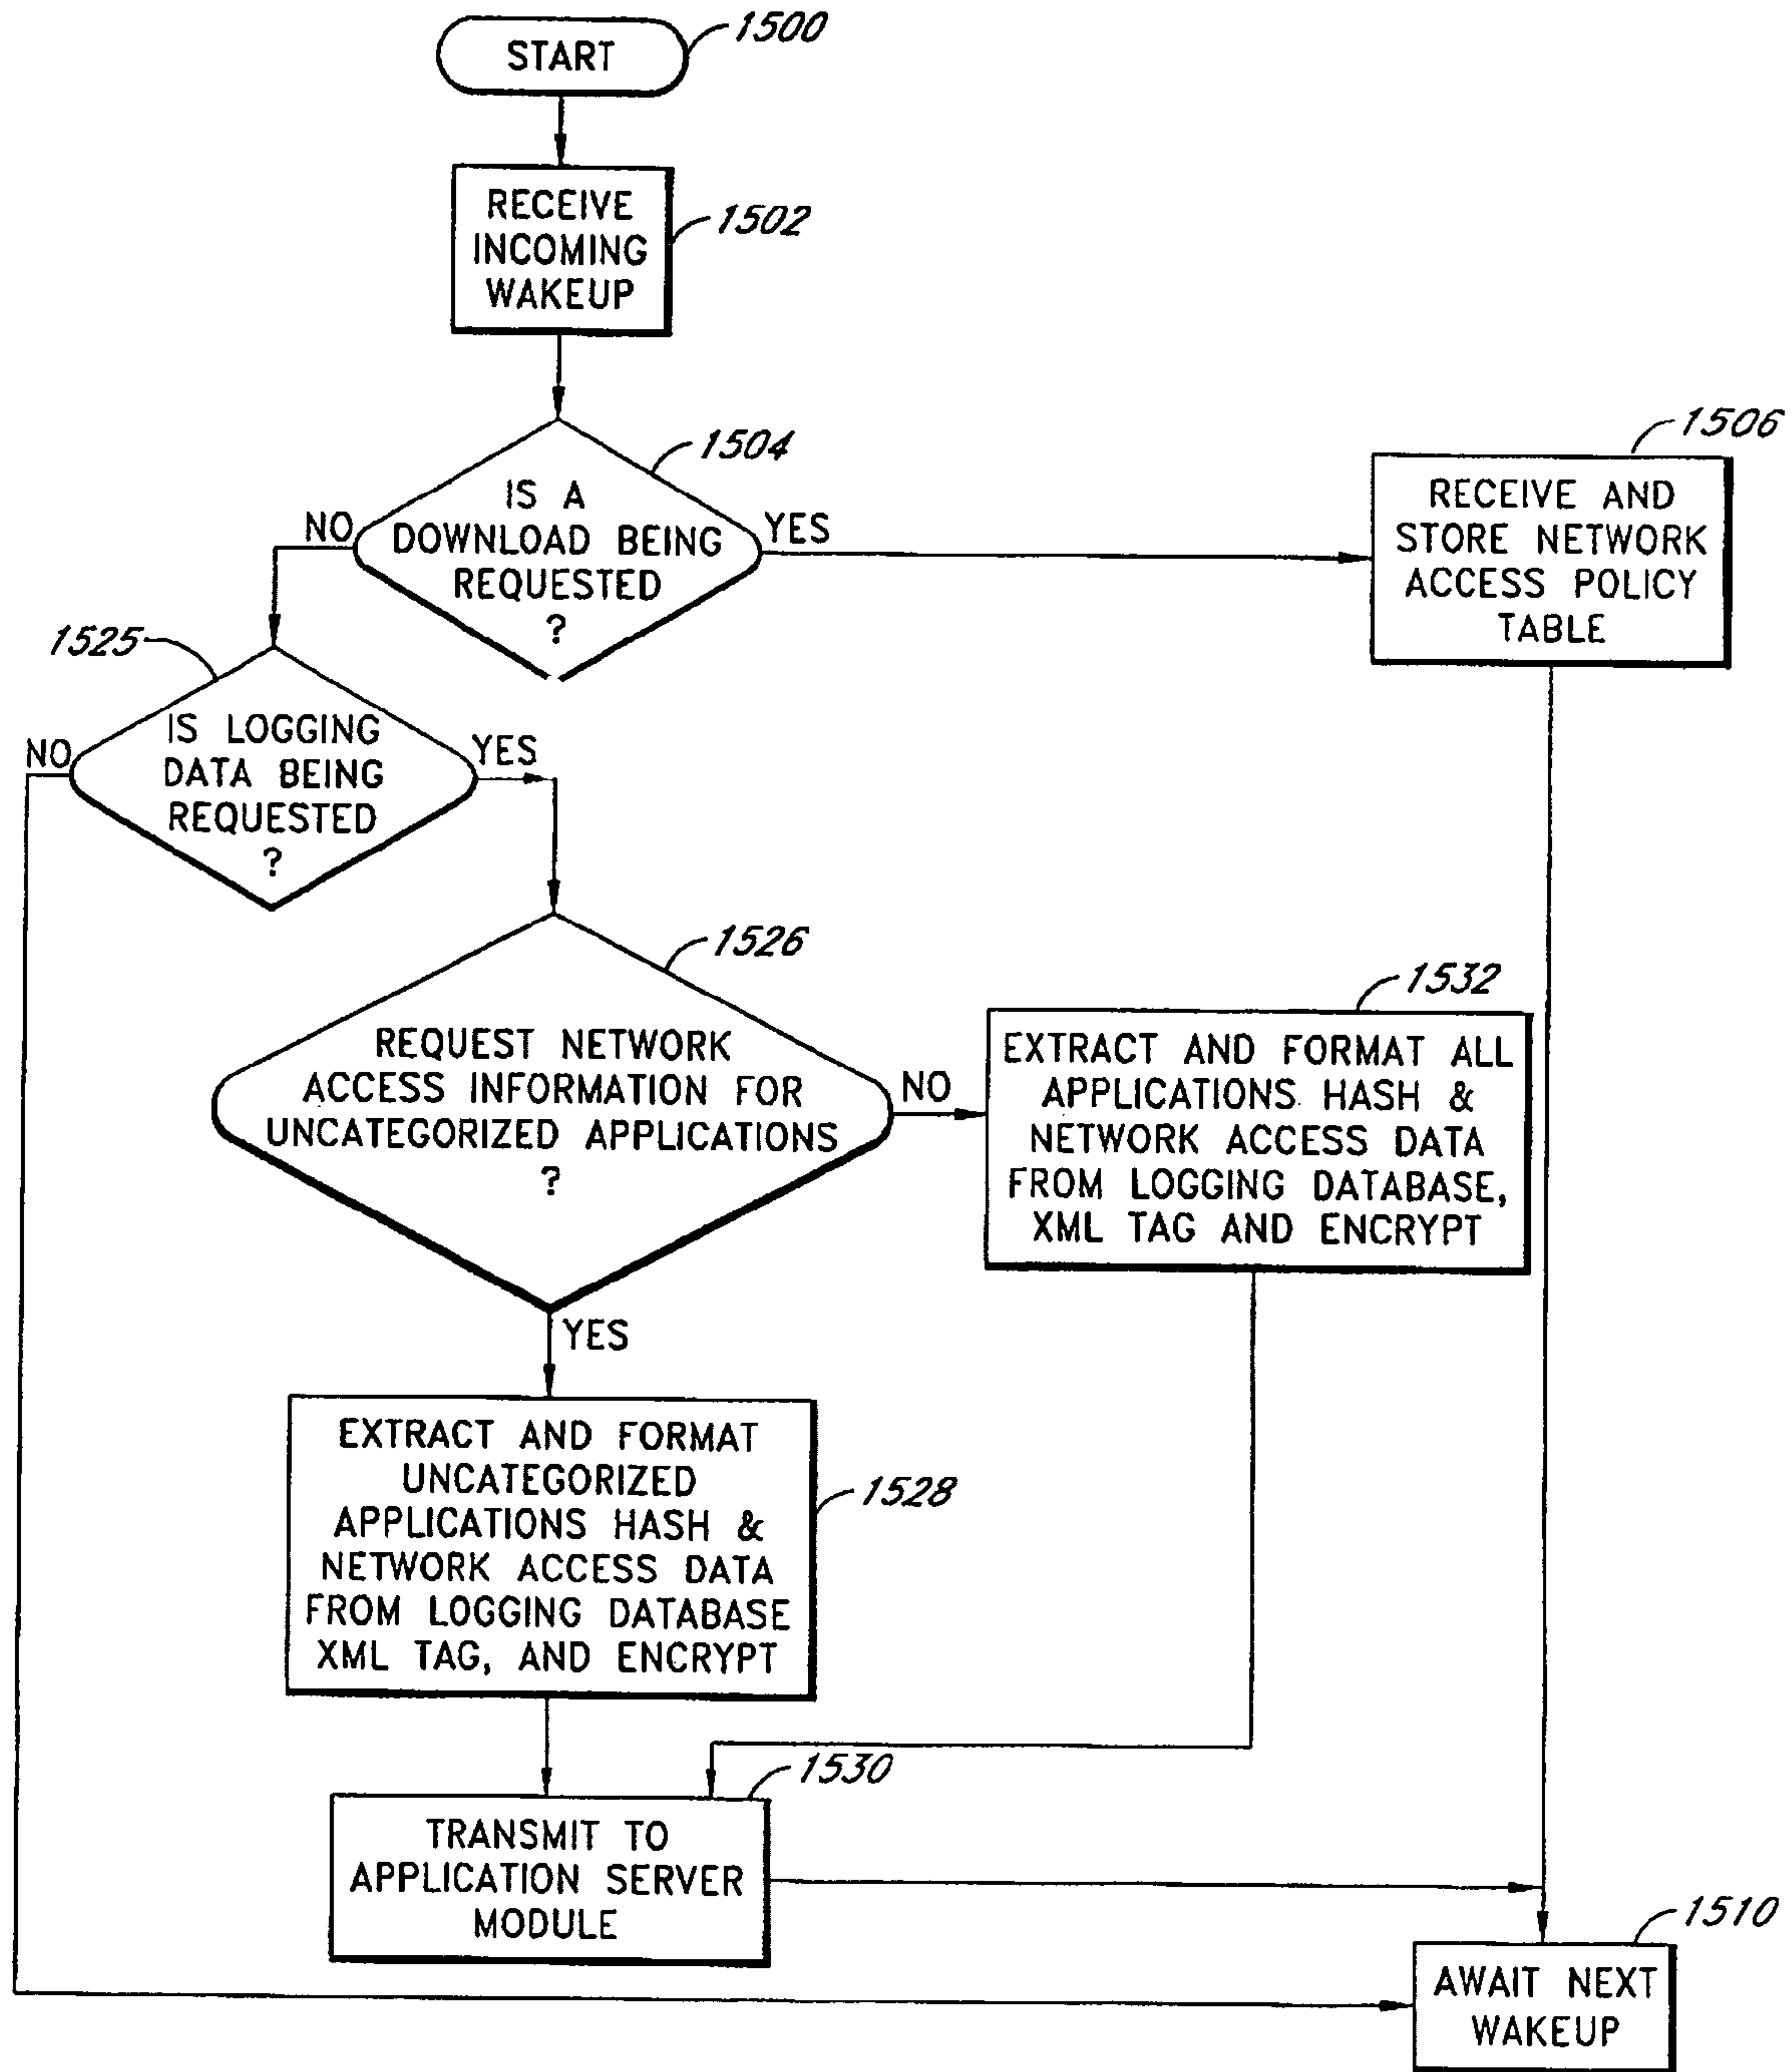 1500
START
RECEIVE
INCOMING
WAKEUP
1502
1504
IS A
DOWNLOAD BEING
REQUESTED
?
NO
YES
1506
RECEIVE AND
STORE NETWORK
ACCESS POLICY
TABLE
1525
IS LOGGING
DATA BEING
REQUESTED
?
NO
YES
1526
REQUEST NETWORK
ACCESS INFORMATION FOR
UNCATEGORIZED APPLICATIONS
?
NO
YES
1532
EXTRACT AND FORMAT ALL
APPLICATIONS HASH &
NETWORK ACCESS DATA
FROM LOGGING DATABASE,
XML TAG AND ENCRYPT
EXTRACT AND FORMAT
UNCATEGORIZED
APPLICATIONS HASH &
NETWORK ACCESS DATA
FROM LOGGING DATABASE
XML TAG, AND ENCRYPT
1528
1530
TRANSMIT TO
APPLICATION SERVER
MODULE
1510
AWAIT NEXT
WAKEUP